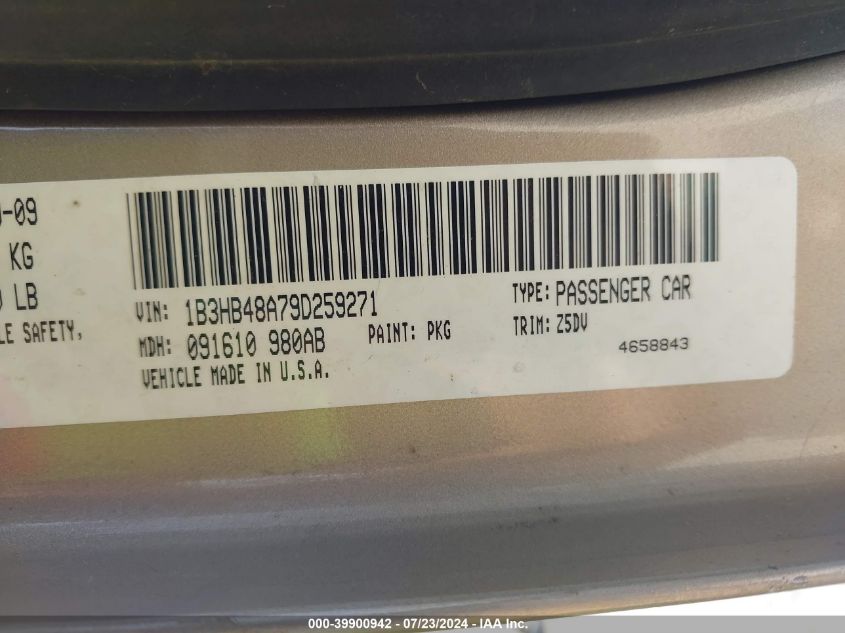 -09
KG
LB
LE SAFETY,
VIN: 1B3HB48A79D259271
TYPE: PASSENGER CAR
MDH: 091610 980AB
PAINT: PKG
TRIM: Z5DV
VEHICLE MADE IN U.S.A.
4658843
000-39900942 / 07/23/2024 - IAA Inc.